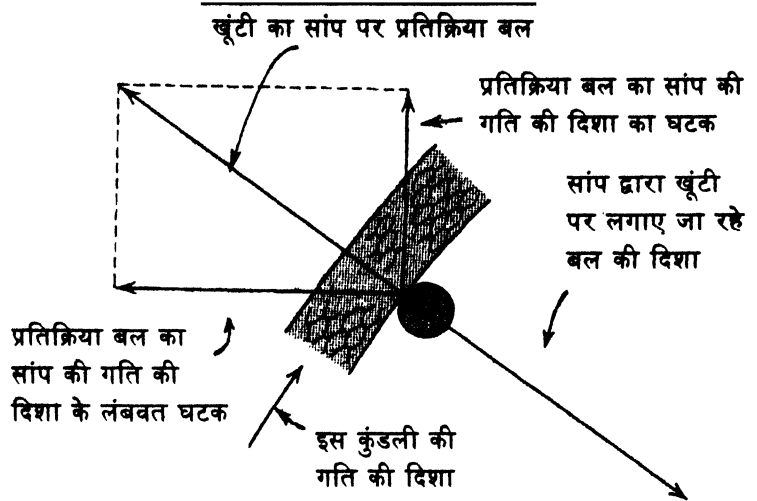 खूंटी का सांप पर प्रतिक्रिया बल
प्रतिक्रिया बल का सांप की
गति की दिशा का घटक
सांप द्वारा खूंटी
पर लगाए जा रहे
बल की दिशा
प्रतिक्रिया बल का
सांप की गति की
दिशा के लंबवत घटक
इस कुंडली की
गति की दिशा